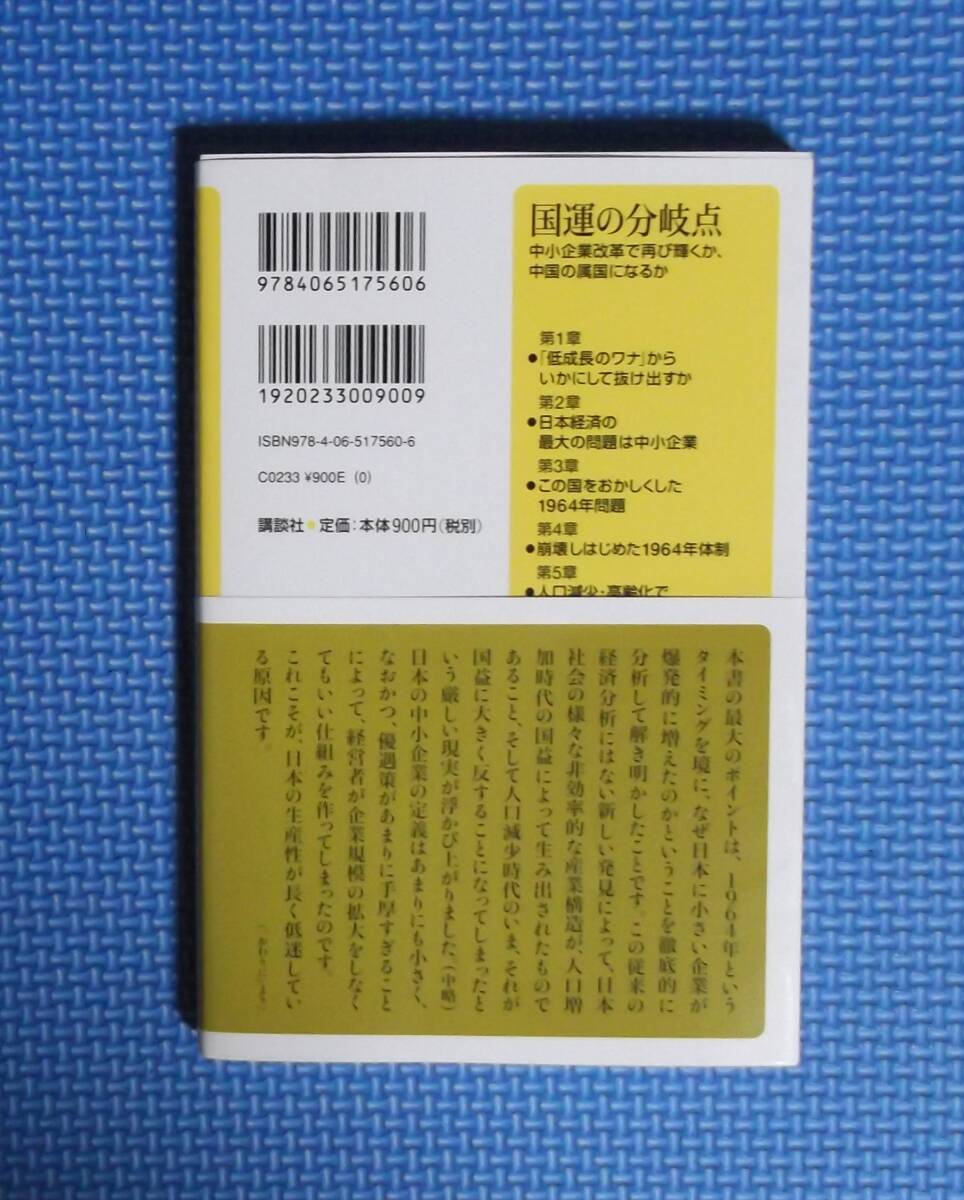 9784065175606
1920233009009
ISBN978-4-06-517560-6
C0233 ¥900E (0)
講談社●定価：本体900円（税別）
国運の分岐点
中小企業改革で再び輝くか、
中国の属国になるか
第1章
●「低成長のワナ」から
いかにして抜け出すか
第2章
●日本経済の
最大の問題は中小企業
第3章
●この国をおかしくした
1964年問題
第4章
●崩壊しはじめた1964年体制
第5章
●人口減少・高齢化で
本書の最大のポイントは、1964年という
タイミングを境に、なぜ日本に小さい企業が
爆発的に増えたのかということを徹底的に
分析して解き明かしたことです。この従来の
経済分析にはない新しい発見によって、日本
社会の様々な非効率的な産業構造が、人口増
加時代の国益によって生み出されたもので
あること、そして人口減少時代のいま、それが
国益に大きく反することになってしまったと
いう厳しい現実が浮かび上がりました。（中略）
日本の中小企業の定義はあまりにも小さく、
なおかつ、優遇策があまりに手厚すぎること
によって、経営者が企業規模の拡大をしなく
てもいい仕組みを作ってしまったのです。
これこそが、日本の生産性が長く低迷してい
る原因です。
（おわりにより）